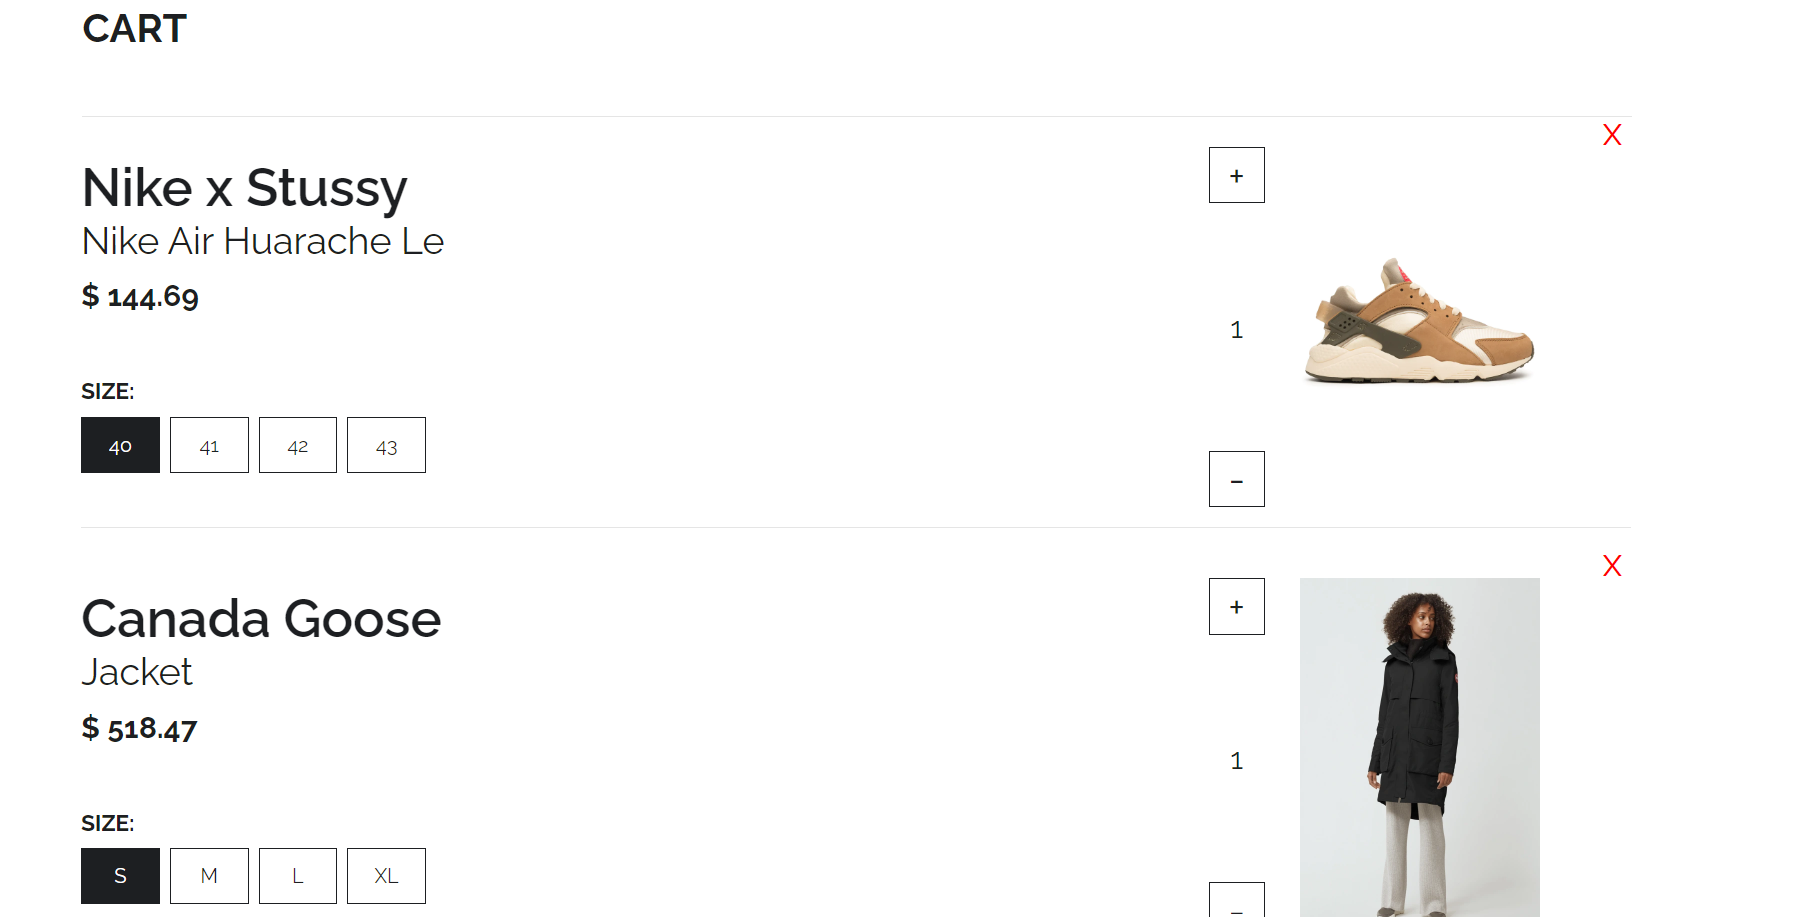 CART
X
Nike x Stussy
Nike Air Huarache Le
$ 144.69
SIZE:
40 41 42 43
+
1
-
X
Canada Goose
Jacket
$ 518.47
SIZE:
S M L XL
+
1
-